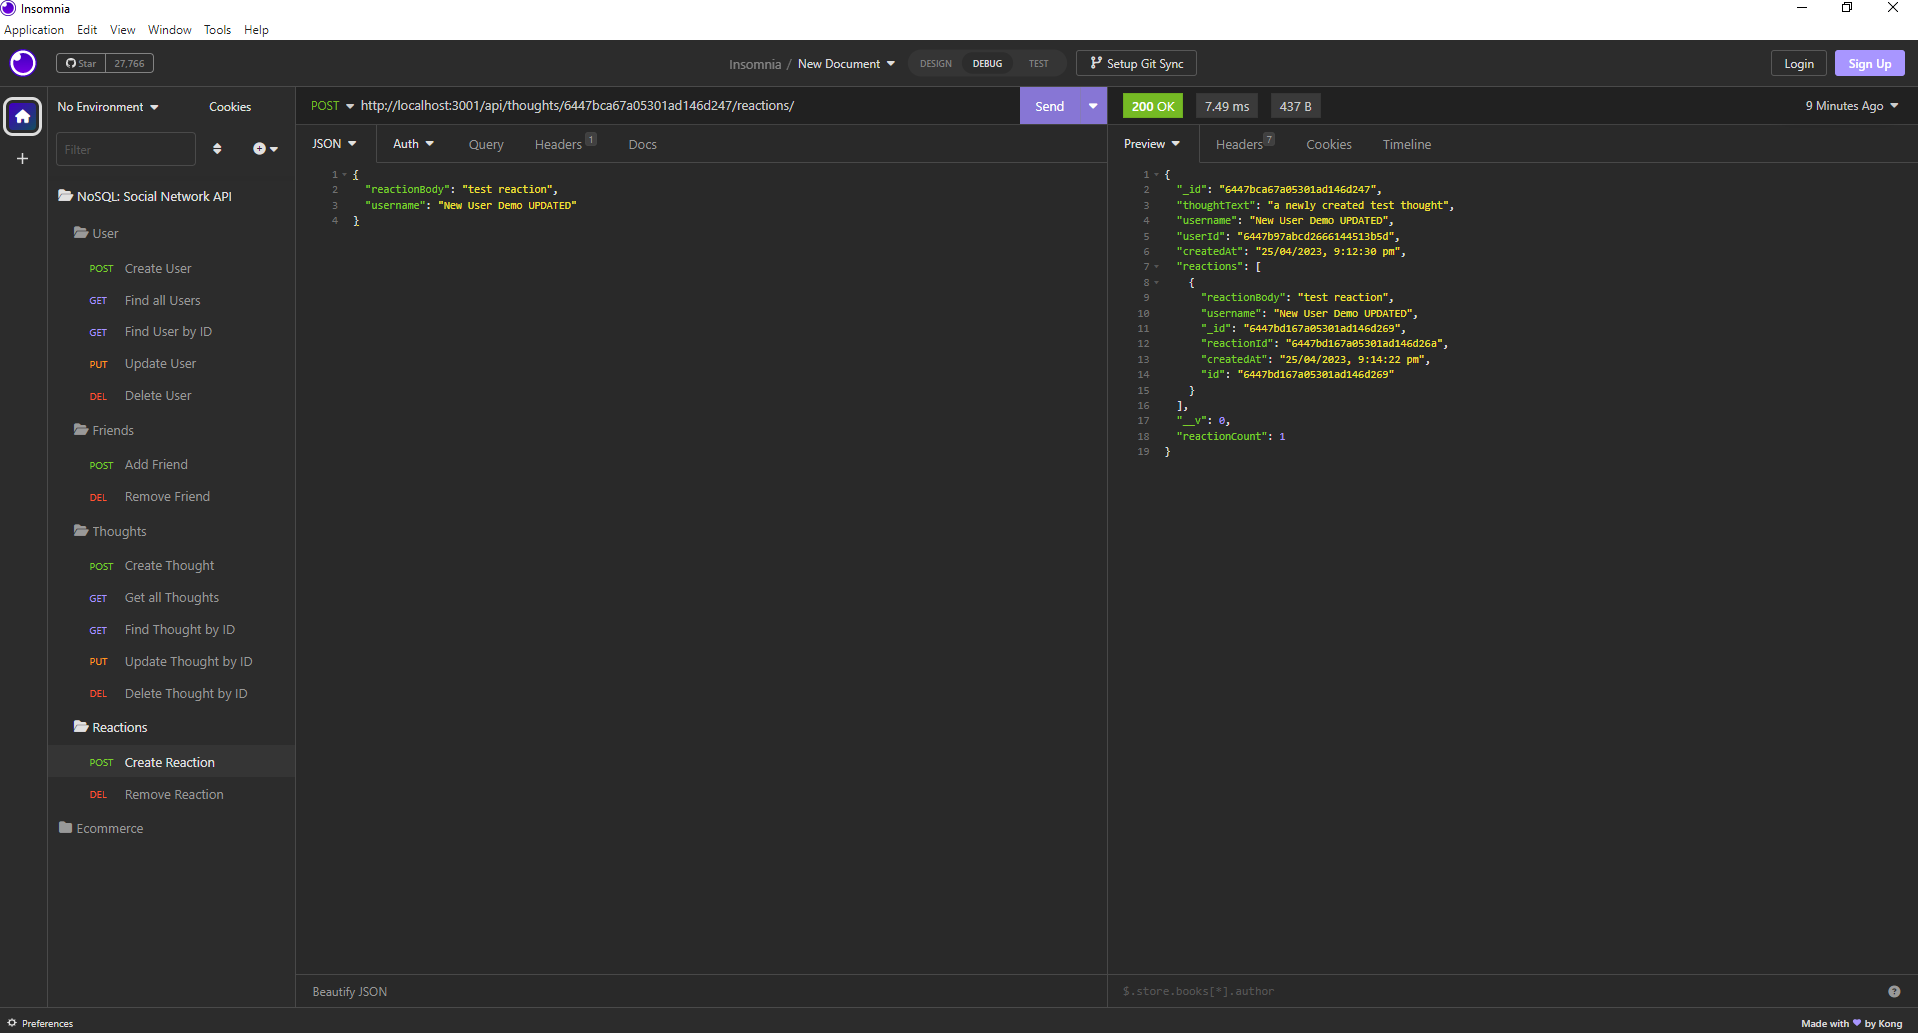 Insomnia
Application Edit View Window Tools Help
Star 27,766
Insomnia / New Document
DESIGN DEBUG TEST
Setup Git Sync
Login Sign Up
No Environment Cookies
Filter
NoSQL: Social Network API
User
POST Create User
GET Find all Users
GET Find User by ID
PUT Update User
DEL Delete User
Friends
POST Add Friend
DEL Remove Friend
Thoughts
POST Create Thought
GET Get all Thoughts
GET Find Thought by ID
PUT Update Thought by ID
DEL Delete Thought by ID
Reactions
POST Create Reaction
DEL Remove Reaction
Ecommerce
POST http://localhost:3001/api/thoughts/6447bca67a05301ad146d247/reactions/ Send
JSON Auth Query Headers 1 Docs
1 {
2 "reactionBody": "test reaction",
3 "username": "New User Demo UPDATED"
4 }
Beautify JSON
200 OK 7.49 ms 437 B 9 Minutes Ago
Preview Headers 7 Cookies Timeline
1 {
2 "_id": "6447bca67a05301ad146d247",
3 "thoughtText": "a newly created test thought",
4 "username": "New User Demo UPDATED",
5 "userId": "6447b97abcd2666144513b5d",
6 "createdAt": "25/04/2023, 9:12:30 pm",
7 "reactions": [
8 {
9 "reactionBody": "test reaction",
10 "username": "New User Demo UPDATED",
11 "_id": "6447bd167a05301ad146d269",
12 "reactionId": "6447bd167a05301ad146d26a",
13 "createdAt": "25/04/2023, 9:14:22 pm",
14 "id": "6447bd167a05301ad146d269"
15 }
16 ],
17 "__v": 0,
18 "reactionCount": 1
19 }
$.store.books[*].author ?
Preferences
Made with by Kong